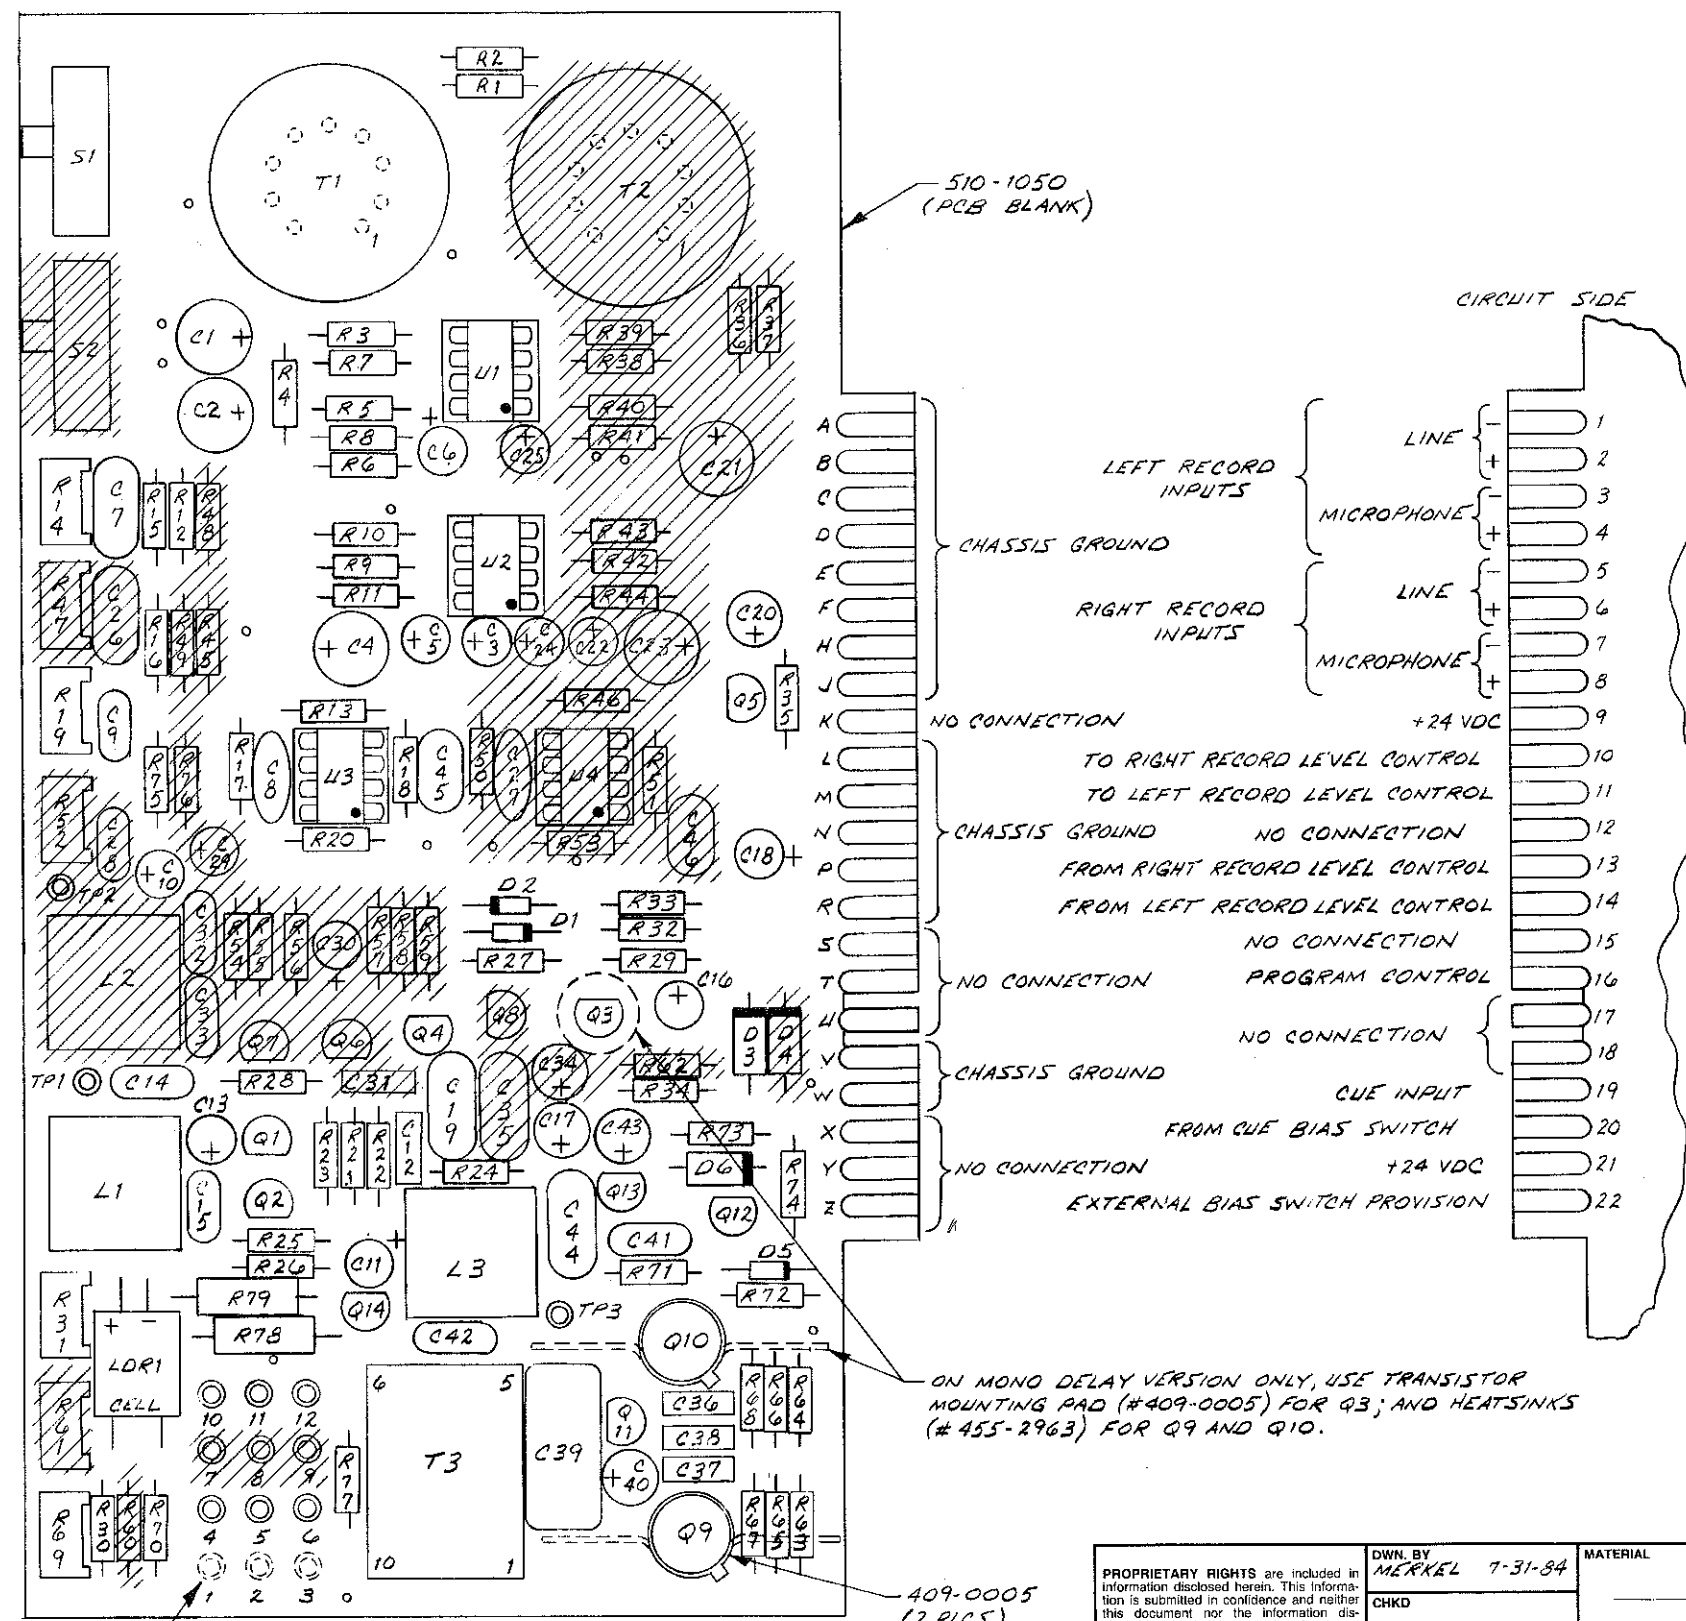 R2
R1
S1
T1
1
T2
1
510-1050
(PCB BLANK)
S2
C1 +
C2 +
R4
R3
R7
R5
R8
R6
U1
+
C6
+
C25
R39
R38
R40
R41
R36
R37
+
C21
R14
C7
R15
R12
R48
R10
R9
R11
U2
R43
R42
R44
R47
C26
R16
R49
R45
+ C4
+ C5
+ C3
+ C24
+
C22
C23 +
C20
+
R19
C9
R13
R46
Q5
R35
R75
R76
R17
C8
U3
R18
C45
R50
C27
U4
R51
R52
C28
+ C10
+ C29
R20
R53
C46
C18 +
TP2
L2
C32
C33
R54
R55
R56
C30
+
R57
R58
R59
D2
D1
R27
R33
R32
R29
C16
+
Q7
Q6
Q4
Q8
Q3
D3
D4
TP1
C14
R28
C31
C19
C35
C34
+
R62
R34
L1
C13
+
Q1
C15
Q2
R23
R21
R22
C12
R24
C17
+
C43
+
R73
D6
R74
R25
R26
C11
+
L3
C44
Q13
Q12
C41
R71
D5
R72
R31
R79
R78
Q14
C42
TP3
Q10
+ -
LDR1
CELL
R61
10 11 12
7 8 9
4 5 6
1 2 3
R77
6 5
T3
10 1
C39
Q11
+ C40
C36
C38
C37
R68
R66
R64
R69
R30
R60
R70
Q9
R67
R65
R63
A
B
C
D
E
F
H
J
CHASSIS GROUND
K NO CONNECTION
L
M
N
P
R
CHASSIS GROUND
S
T
U
NO CONNECTION
V
W
CHASSIS GROUND
X
Y
Z
NO CONNECTION
CIRCUIT SIDE
LEFT RECORD
INPUTS
LINE
- 1
+ 2
MICROPHONE
- 3
+ 4
RIGHT RECORD
INPUTS
LINE
- 5
+ 6
MICROPHONE
- 7
+ 8
+24 VDC 9
TO RIGHT RECORD LEVEL CONTROL 10
TO LEFT RECORD LEVEL CONTROL 11
NO CONNECTION 12
FROM RIGHT RECORD LEVEL CONTROL 13
FROM LEFT RECORD LEVEL CONTROL 14
NO CONNECTION 15
PROGRAM CONTROL 16
NO CONNECTION
17
18
CUE INPUT 19
FROM CUE BIAS SWITCH 20
+24 VDC 21
EXTERNAL BIAS SWITCH PROVISION 22
ON MONO DELAY VERSION ONLY, USE TRANSISTOR
MOUNTING PAD (#409-0005) FOR Q3; AND HEATSINKS
(#455-2963) FOR Q9 AND Q10.
409-0005
(2 PLCS)
PROPRIETARY RIGHTS are included in
information disclosed herein. This informa-
tion is submitted in confidence and neither
this document nor the information dis-
DWN. BY
MERKEL 7-31-84
CHKD
MATERIAL